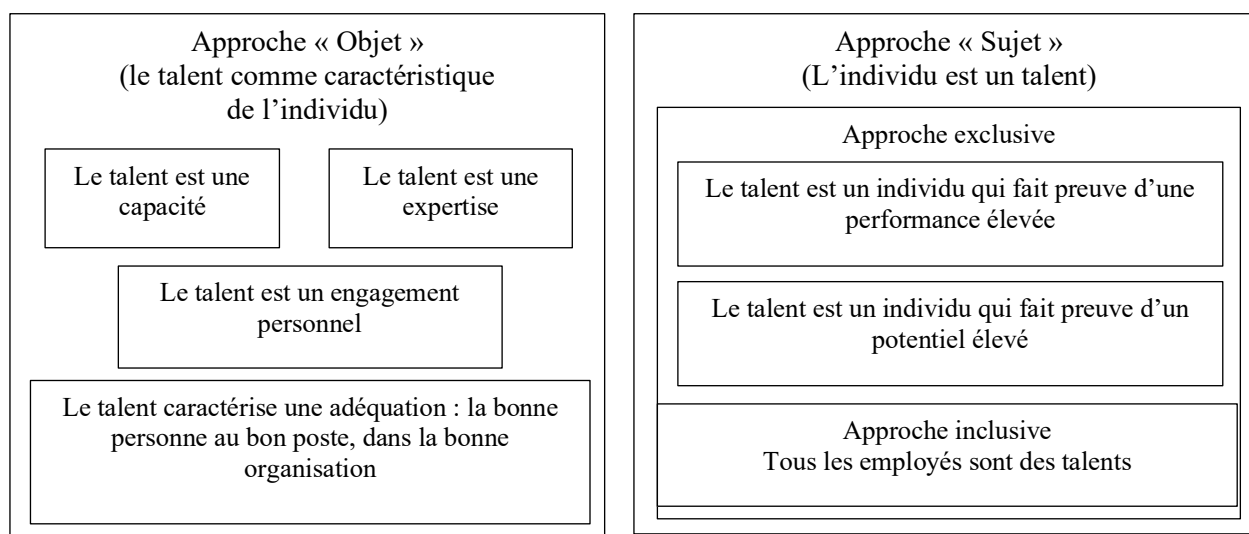 Approche « Objet »
(le talent comme caractéristique
de l’individu)
Le talent est une
capacité
Le talent est une
expertise
Le talent est un engagement
personnel
Le talent caractérise une adéquation : la bonne
personne au bon poste, dans la bonne
organisation
Approche « Sujet »
(L’individu est un talent)
Approche exclusive
Le talent est un individu qui fait preuve d’une
performance élevée
Le talent est un individu qui fait preuve d’un
potentiel élevé
Approche inclusive
Tous les employés sont des talents